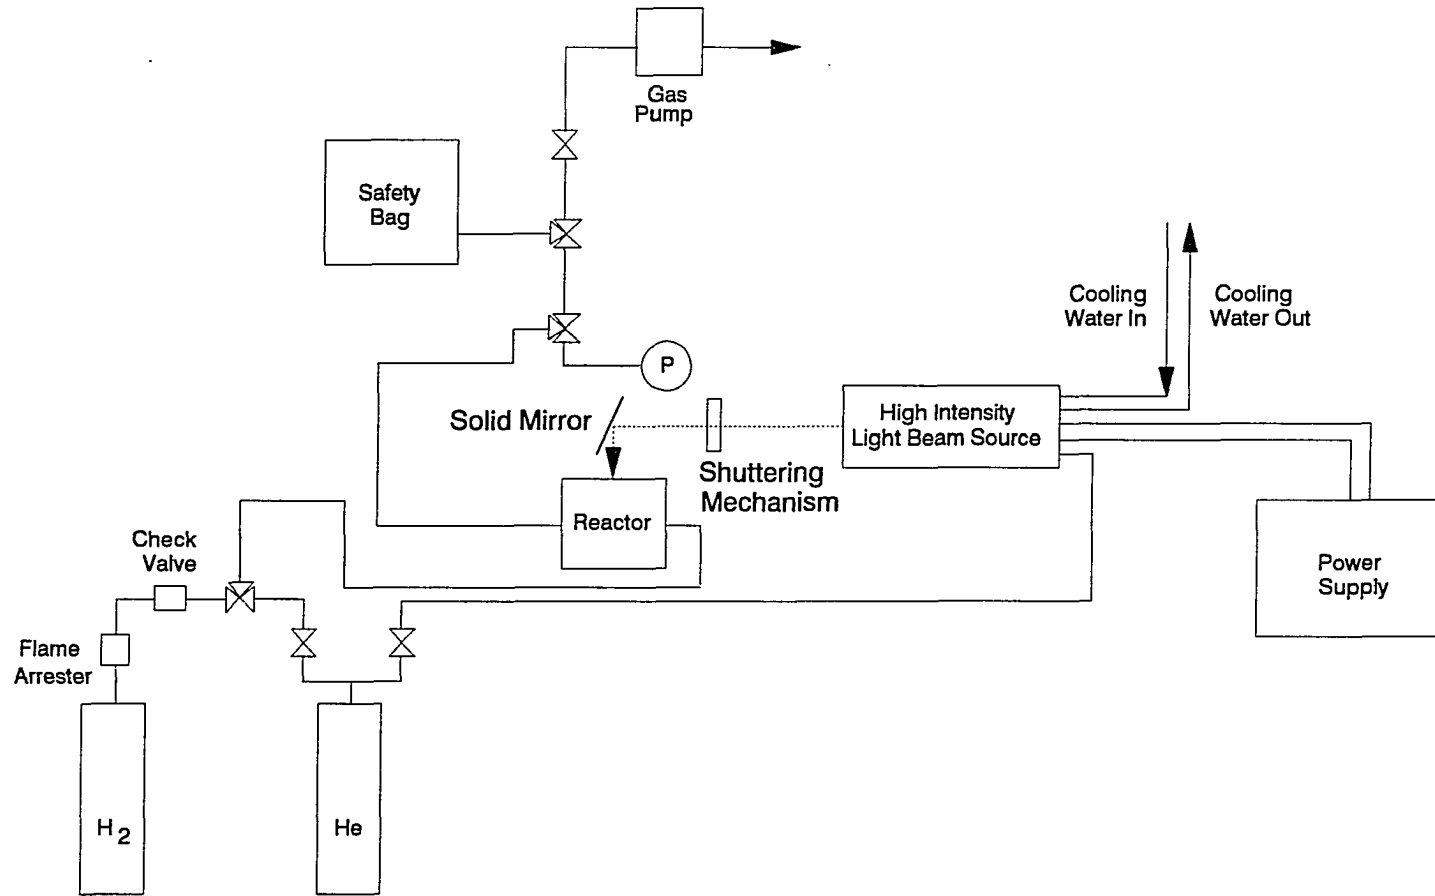 Gas
Pump
Safety
Bag
Cooling
Water In
Cooling
Water Out
P
Solid Mirror
High Intensity
Light Beam Source
Shuttering
Mechanism
Reactor
Check
Valve
Power
Supply
Flame
Arrester
H2
He